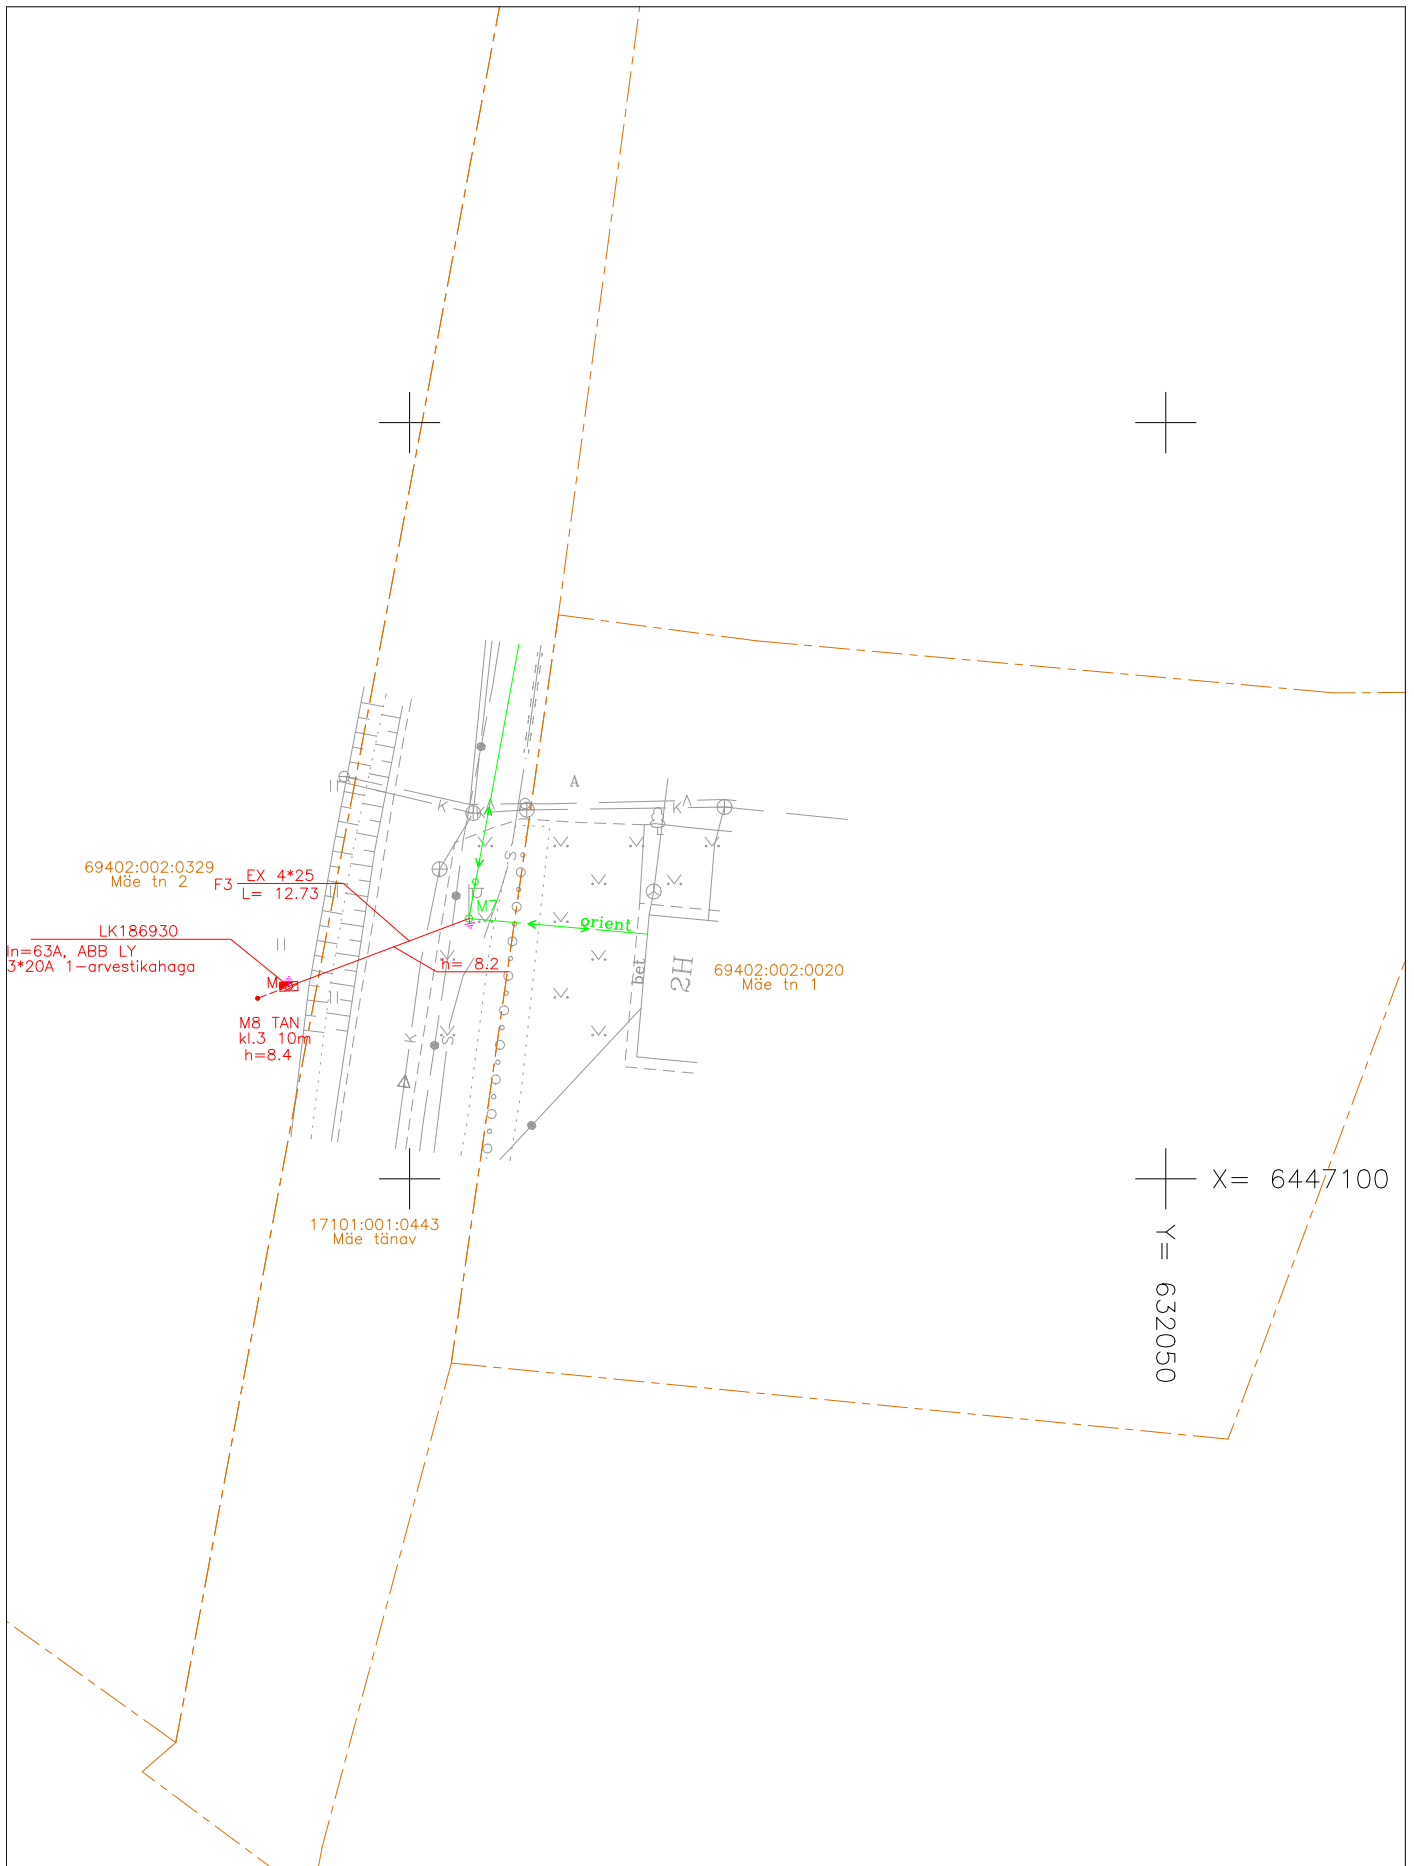 A
K
K
K
69402:002:0329
Mäe tn 2
F3
EX 4*25
L= 12.73
S
M7
orient
LK186930
In=63A, ABB LY
3*20A 1-arvestikahaga
h= 8.2
bet
2H
69402:002:0020
Mäe tn 1
M8 TAN
kl.3 10m
h=8.4
K
S
X= 6447100
17101:001:0443
Mäe tänav
Y= 632050